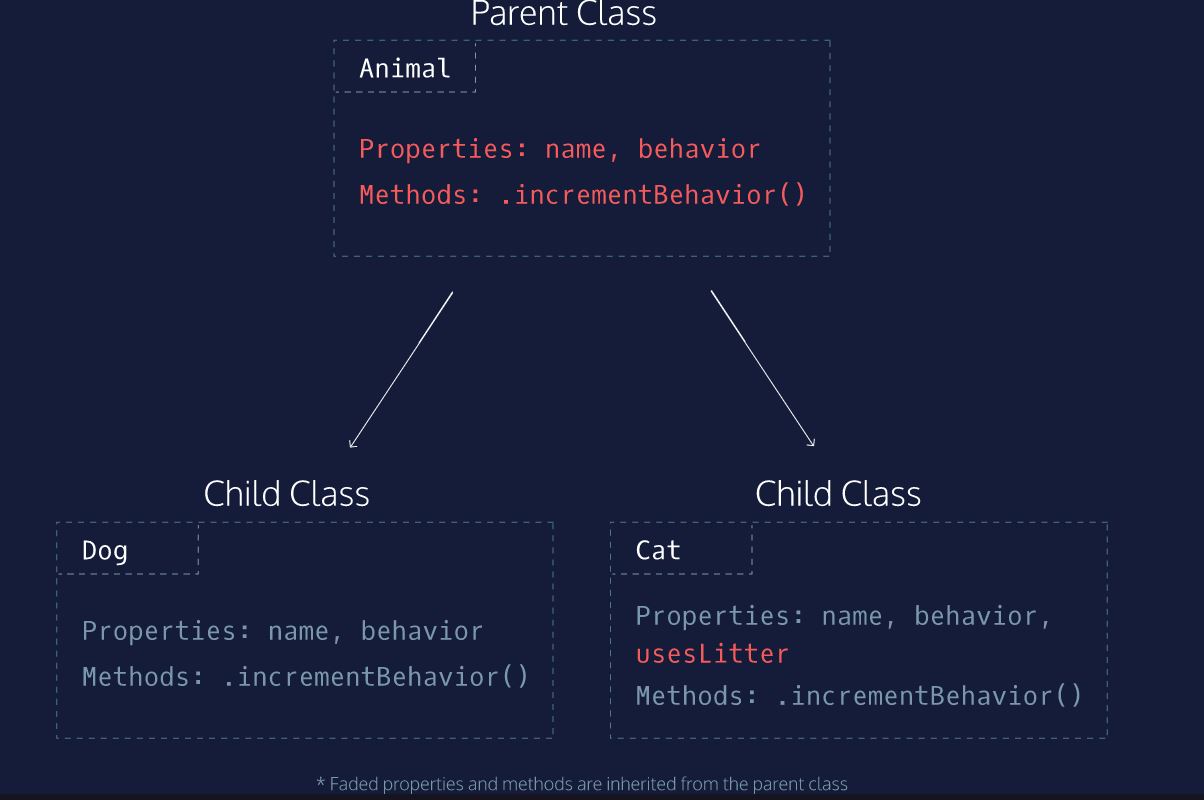 Parent Class
Animal
Properties: name, behavior
Methods: .incrementBehavior()
Child Class
Dog
Properties: name, behavior
Methods: .incrementBehavior()
Child Class
Cat
Properties: name, behavior,
usesLitter
Methods: .incrementBehavior()
* Faded properties and methods are inherited from the parent class